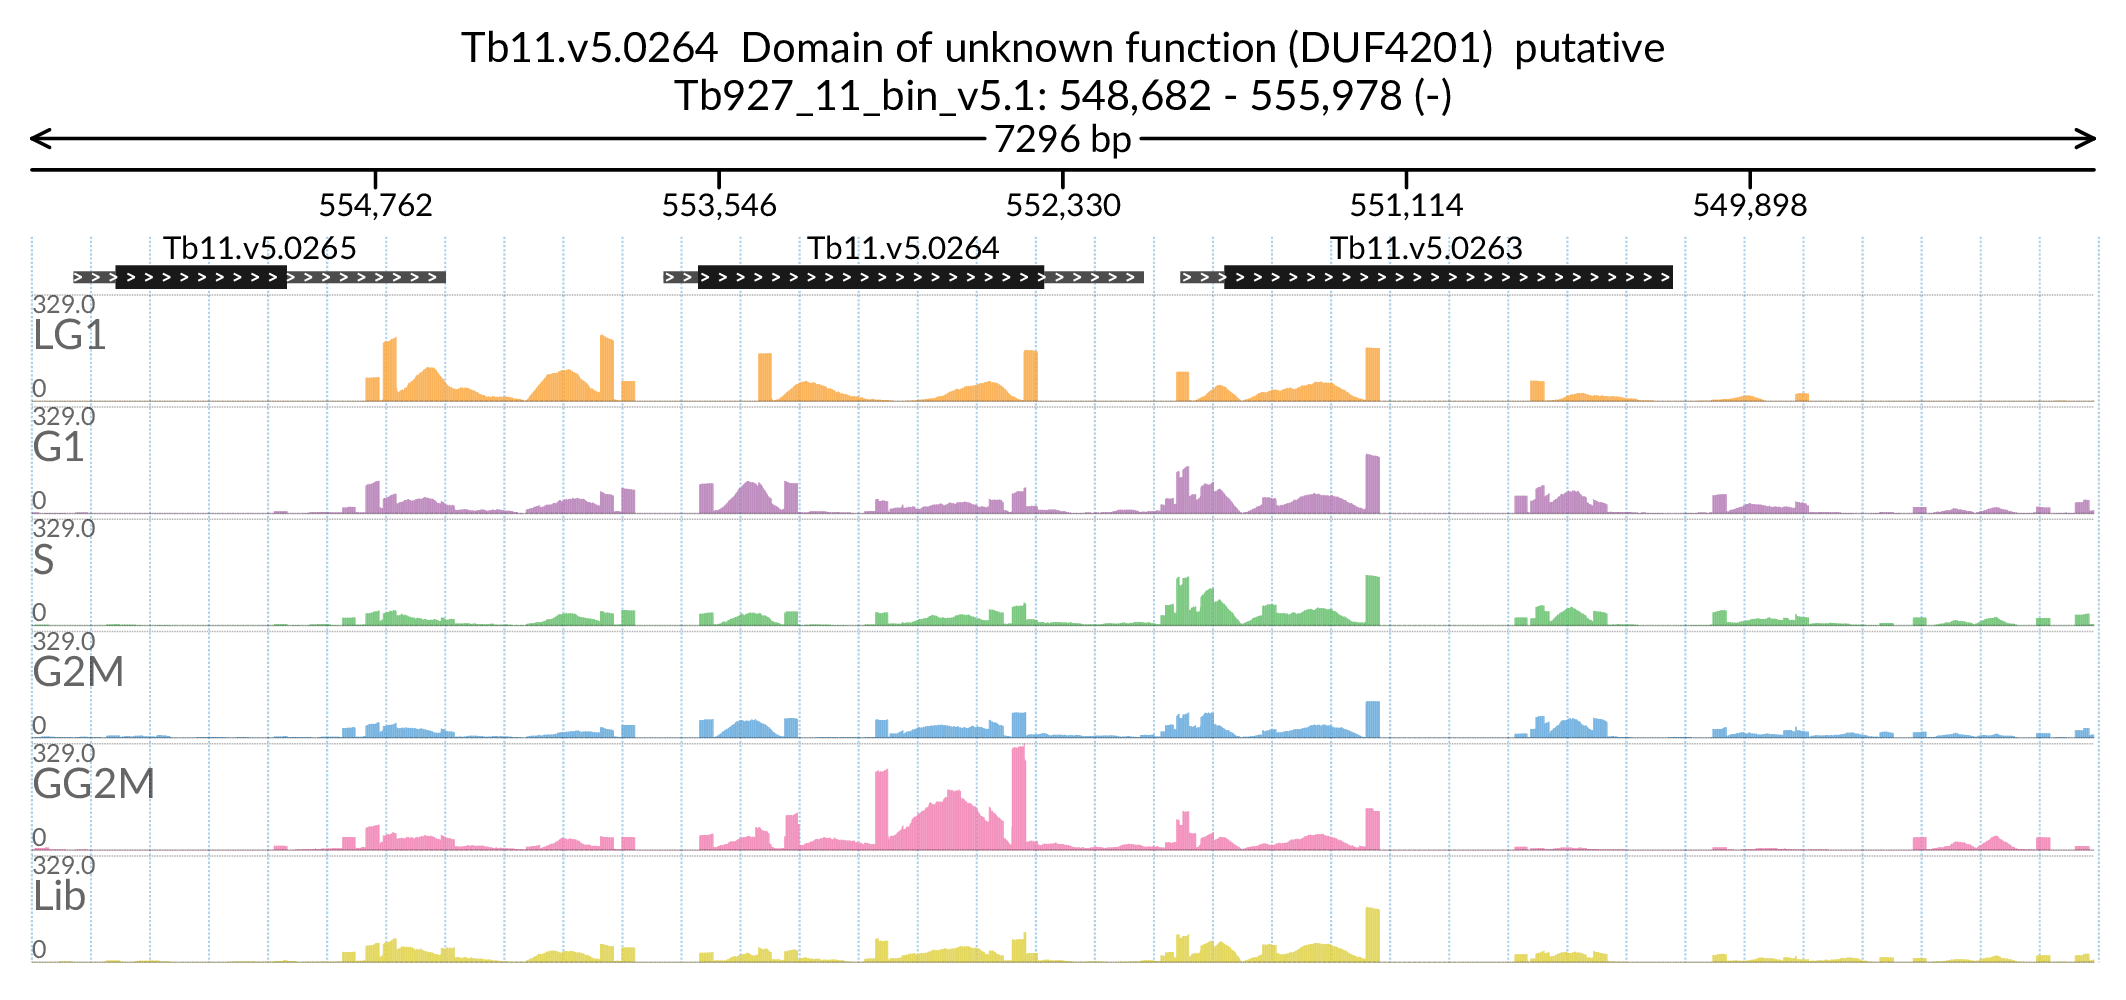 Tb11.v5.0264 Domain of unknown function (DUF4201) putative
Tb927_11_bin_v5.1: 548,682 - 555,978 (-)
7296 bp
554,762 553,546 552,330 551,114 549,898
Tb11.v5.0265 Tb11.v5.0264 Tb11.v5.0263
329.0
LG1
0
329.0
G1
0
329.0
S
0
329.0
G2M
0
329.0
GG2M
0
329.0
Lib
0